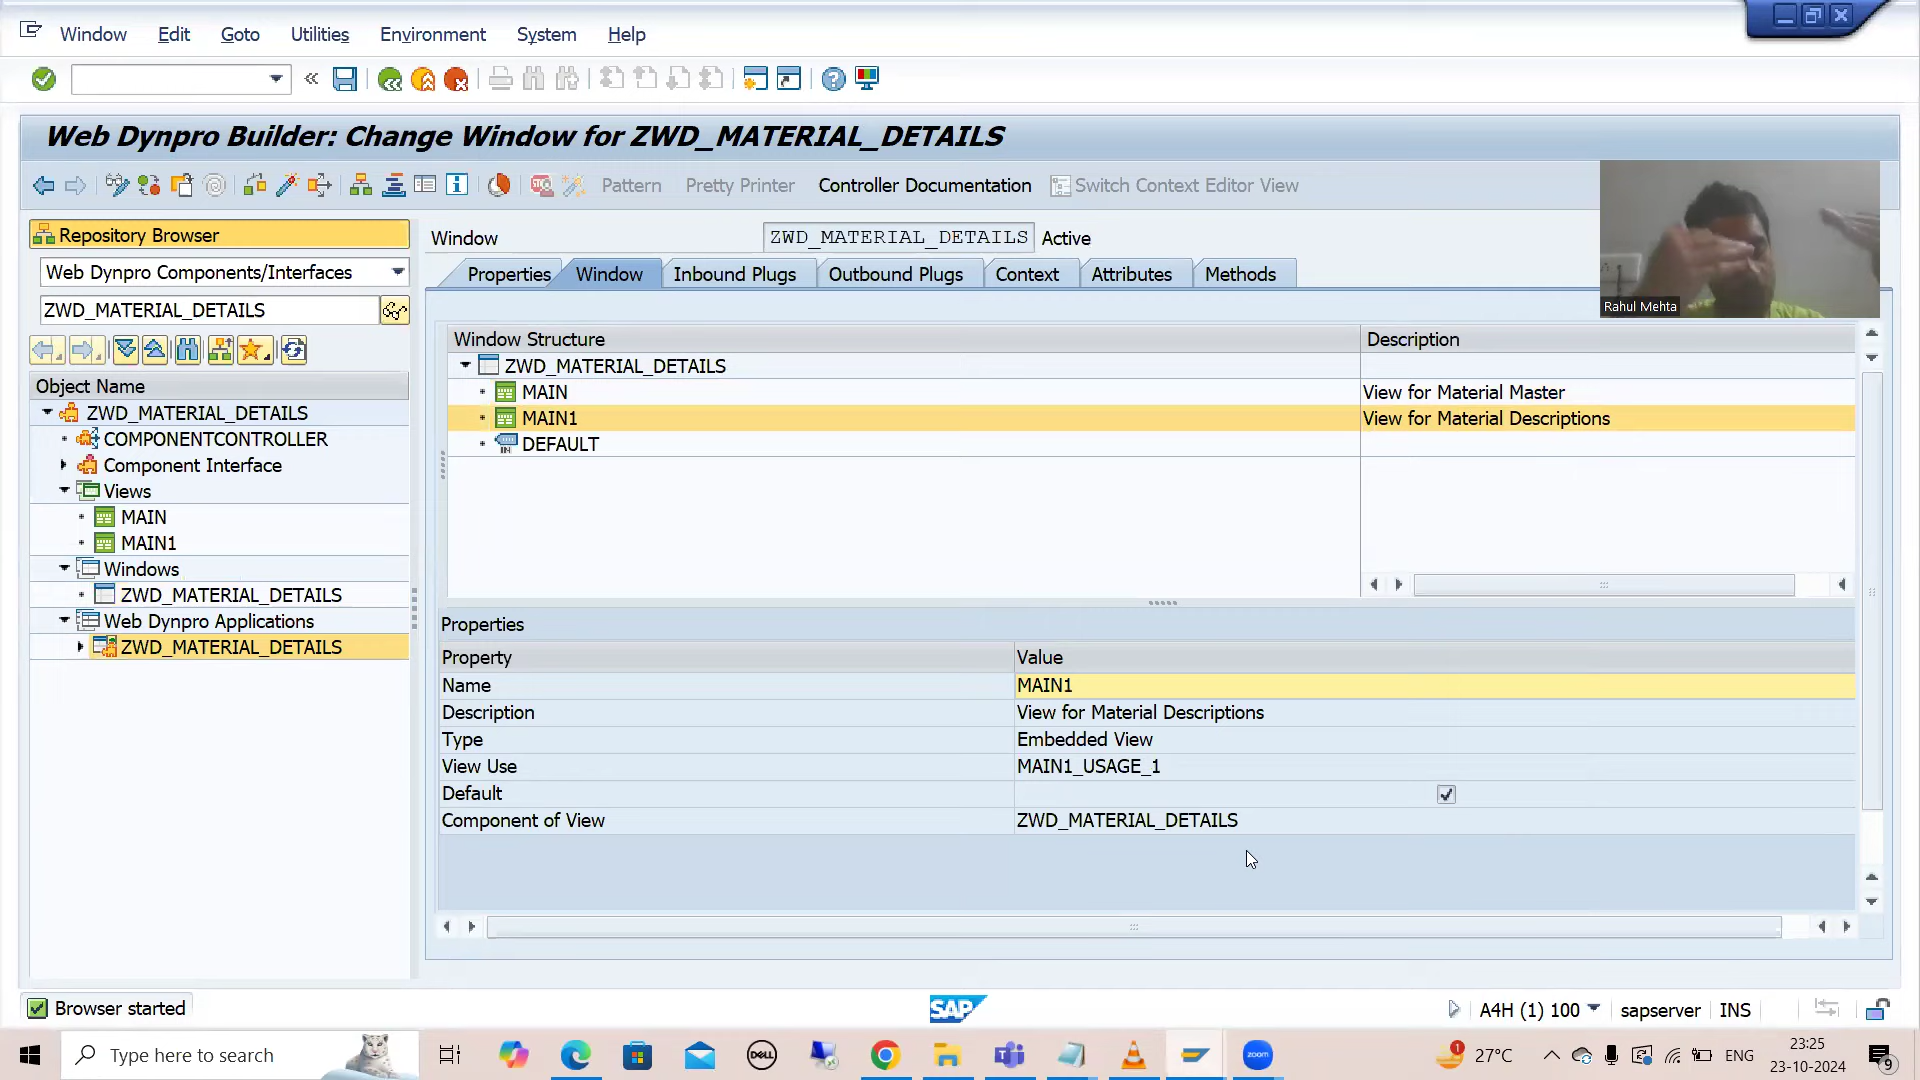 Window Edit Goto Utilities Environment System Help
Web Dynpro Builder: Change Window for ZWD_MATERIAL_DETAILS
Pattern Pretty Printer Controller Documentation Switch Context Editor View
Repository Browser
Web Dynpro Components/Interfaces
ZWD_MATERIAL_DETAILS
Object Name
ZWD_MATERIAL_DETAILS
COMPONENTCONTROLLER
Component Interface
Views
MAIN
MAIN1
Windows
ZWD_MATERIAL_DETAILS
Web Dynpro Applications
ZWD_MATERIAL_DETAILS
Window ZWD_MATERIAL_DETAILS Active
Properties Window Inbound Plugs Outbound Plugs Context Attributes Methods
Rahul Mehta
Window Structure Description
ZWD_MATERIAL_DETAILS
MAIN View for Material Master
MAIN1 View for Material Descriptions
DEFAULT
Properties
Property Value
Name MAIN1
Description View for Material Descriptions
Type Embedded View
View Use MAIN1_USAGE_1
Default
Component of View ZWD_MATERIAL_DETAILS
Browser started
SAP
A4H (1) 100 sapserver INS
Type here to search
DELL
zoom
1
27°C
ENG
23:25
23-10-2024
9